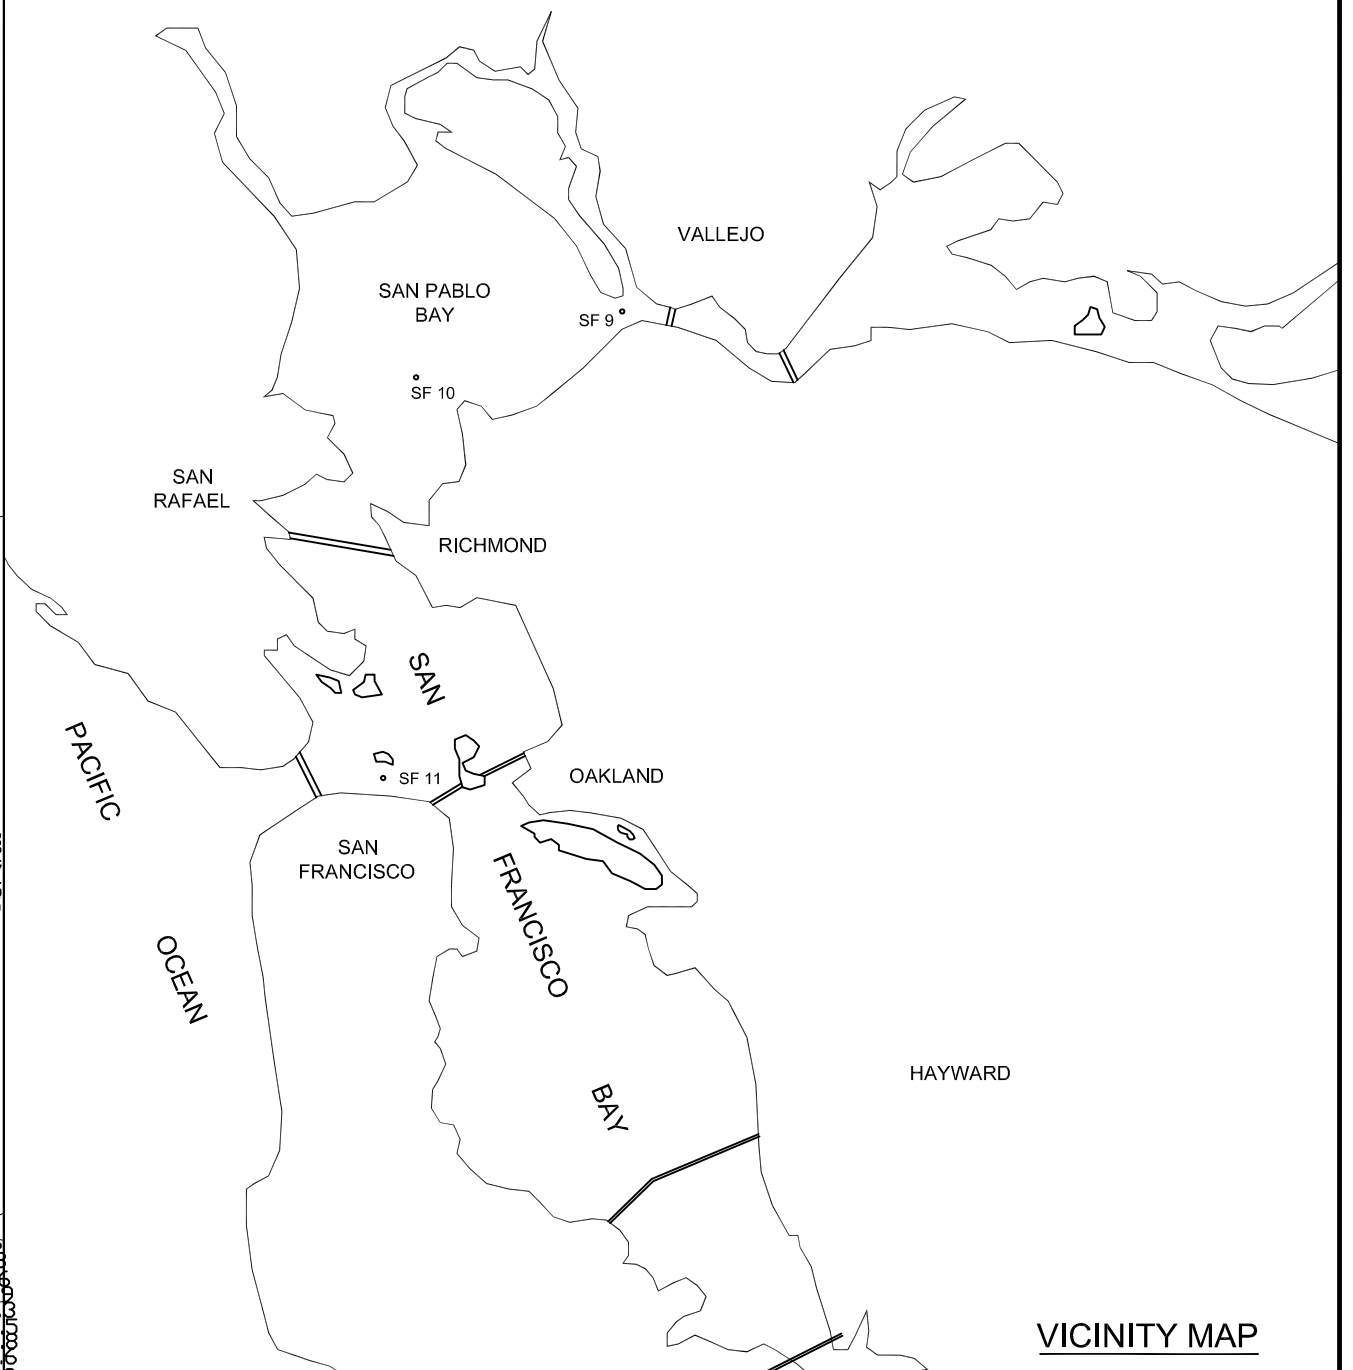 VALLEJO
SAN PABLO
BAY
SF 9
SF 10
SAN
RAFAEL
RICHMOND
SAN
PACIFIC
SF 11
OAKLAND
SAN
FRANCISCO
FRANCISCO
OCEAN
HAYWARD
BAY
VICINITY MAP